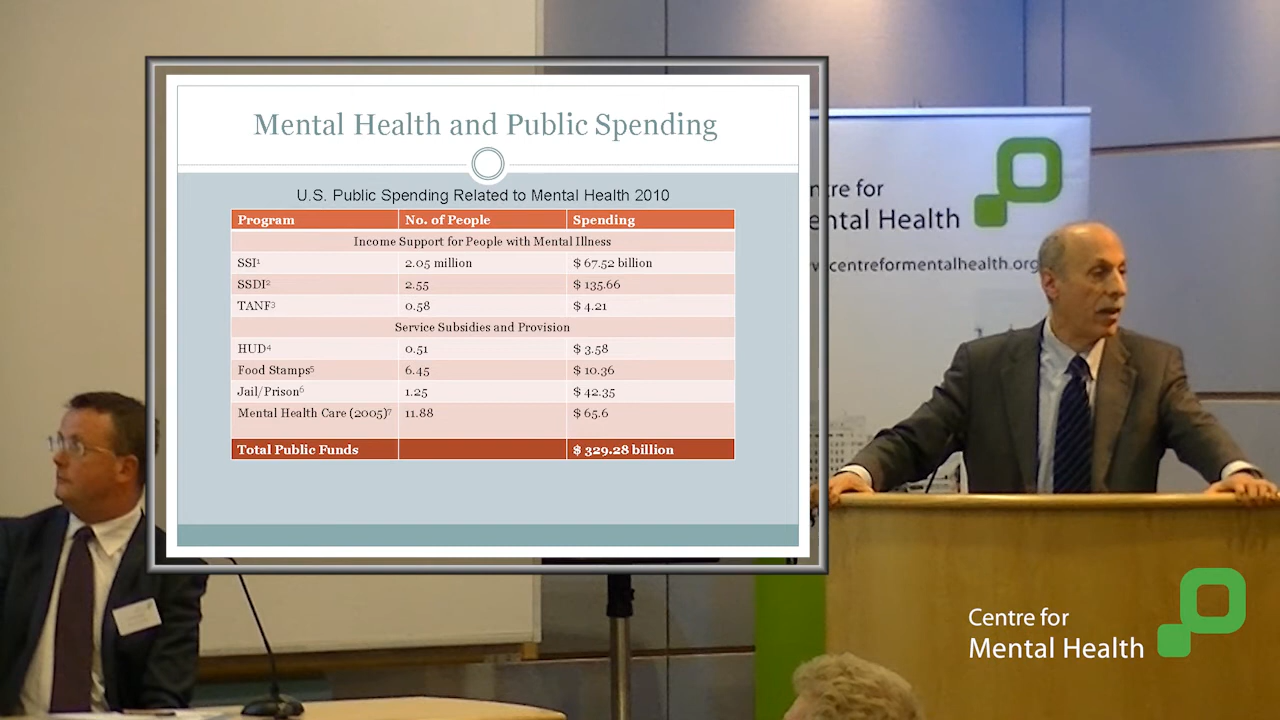 Mental Health and Public Spending
U.S. Public Spending Related to Mental Health 2010
Program No. of People Spending
Income Support for People with Mental Illness
SSI¹ 2.05 million $ 67.52 billion
SSDI² 2.55 $ 135.66
TANF³ 0.58 $ 4.21
Service Subsidies and Provision
HUD⁴ 0.51 $ 3.58
Food Stamps⁵ 6.45 $ 10.36
Jail/Prison⁶ 1.25 $ 42.35
Mental Health Care (2005)⁷ 11.88 $ 65.6
Total Public Funds $ 329.28 billion
ntre for
ental Health
centreformentalhealth.org
Centre for
Mental Health